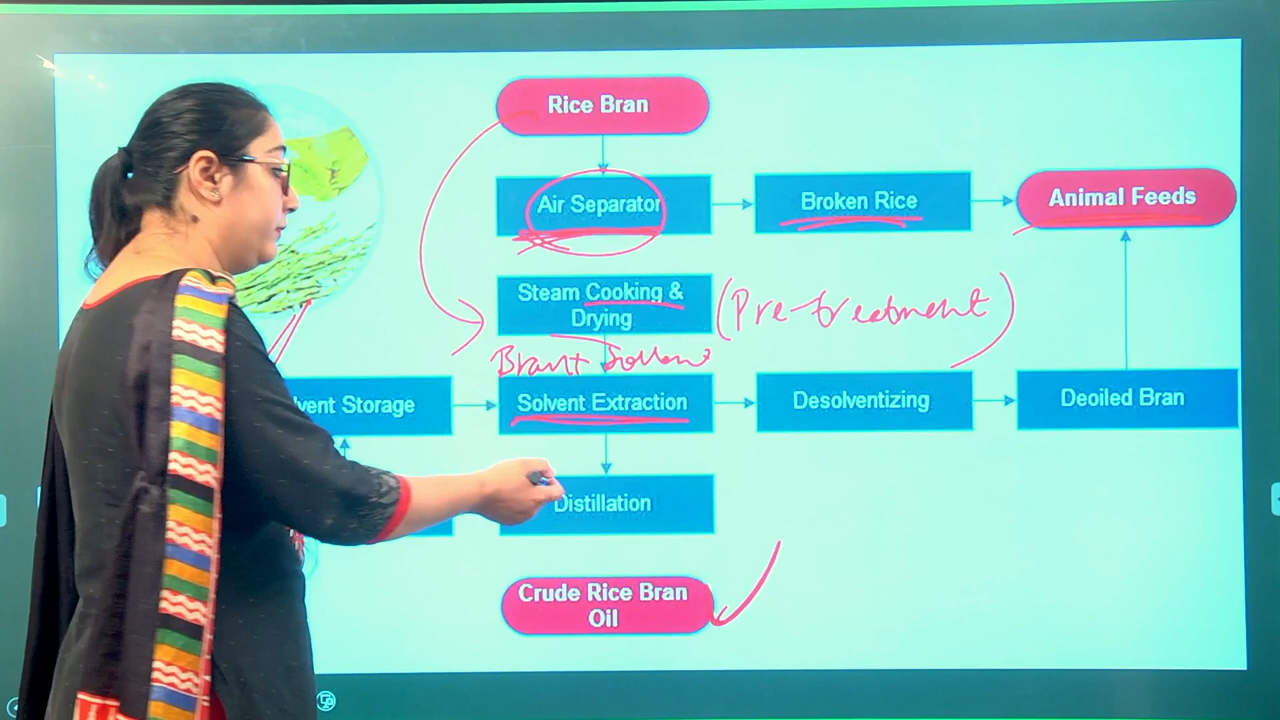 Rice Bran
Air Separator
Broken Rice
Animal Feeds
Steam Cooking &
Drying
(Pre-treatment)
Bran+
Solvent Extraction
Desolventizing
Deoiled Bran
Storage
Distillation
Crude Rice Bran
Oil